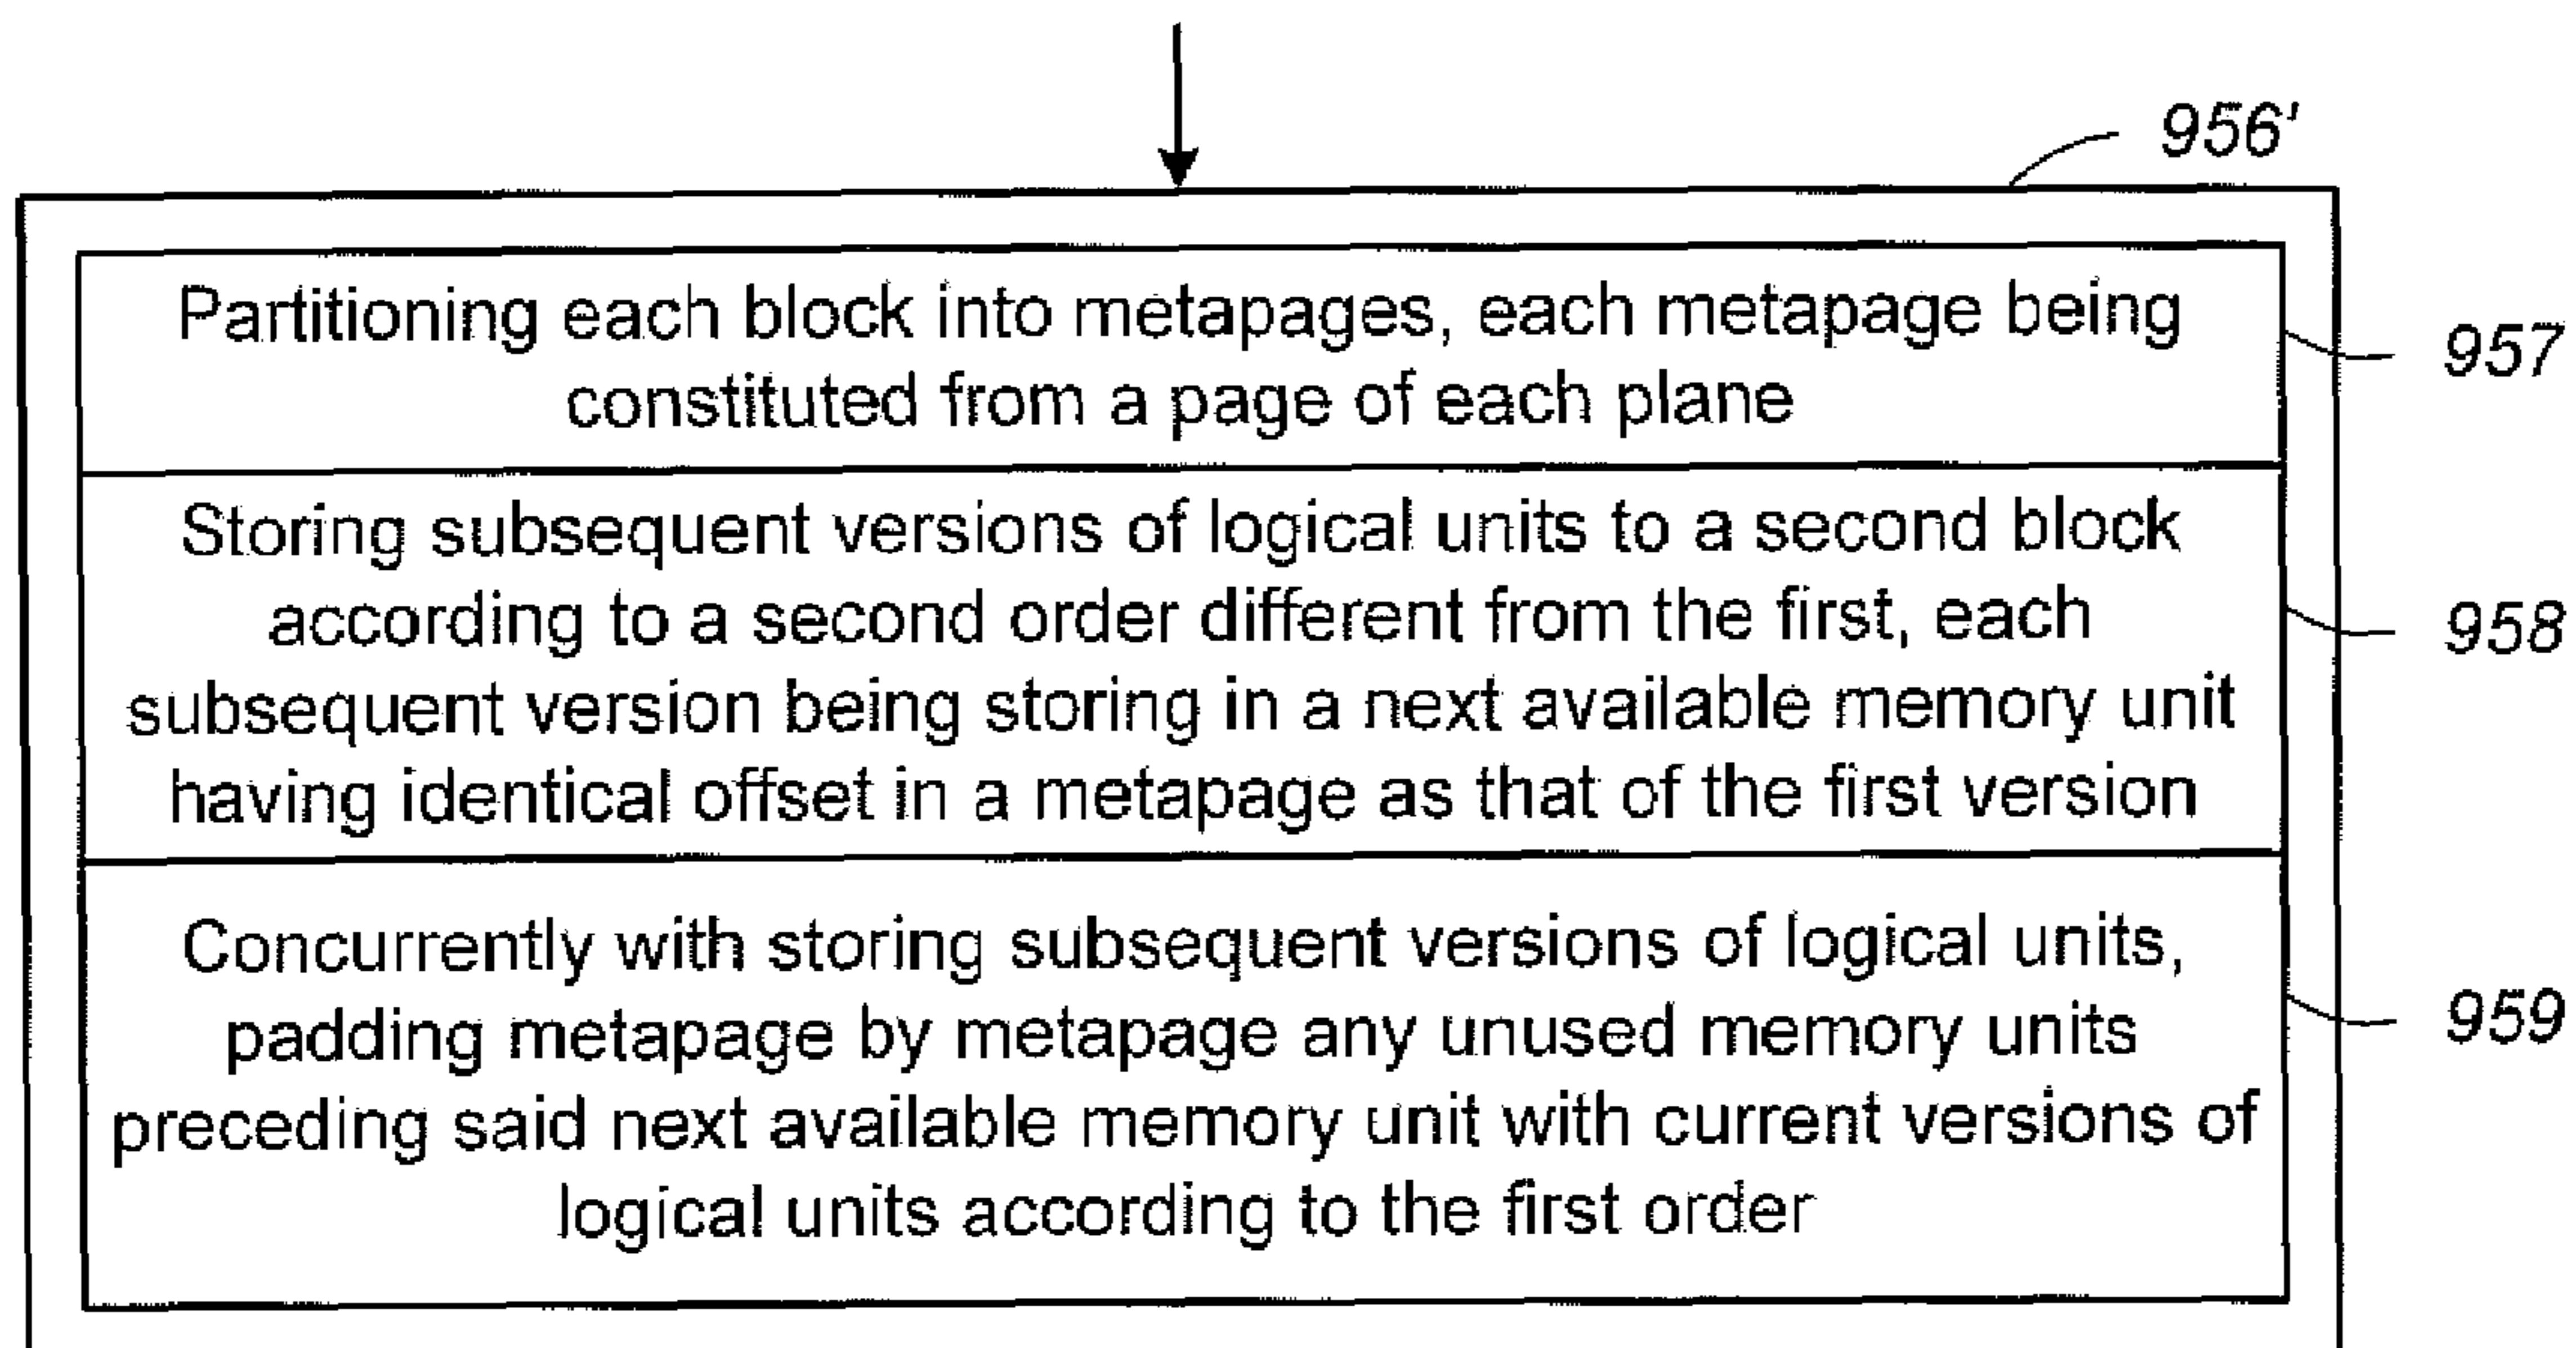 956'
Partitioning each block into metapages, each metapage being
constituted from a page of each plane
957
Storing subsequent versions of logical units to a second block
according to a second order different from the first, each
subsequent version being storing in a next available memory unit
having identical offset in a metapage as that of the first version
958
Concurrently with storing subsequent versions of logical units,
padding metapage by metapage any unused memory units
preceding said next available memory unit with current versions of
logical units according to the first order
959